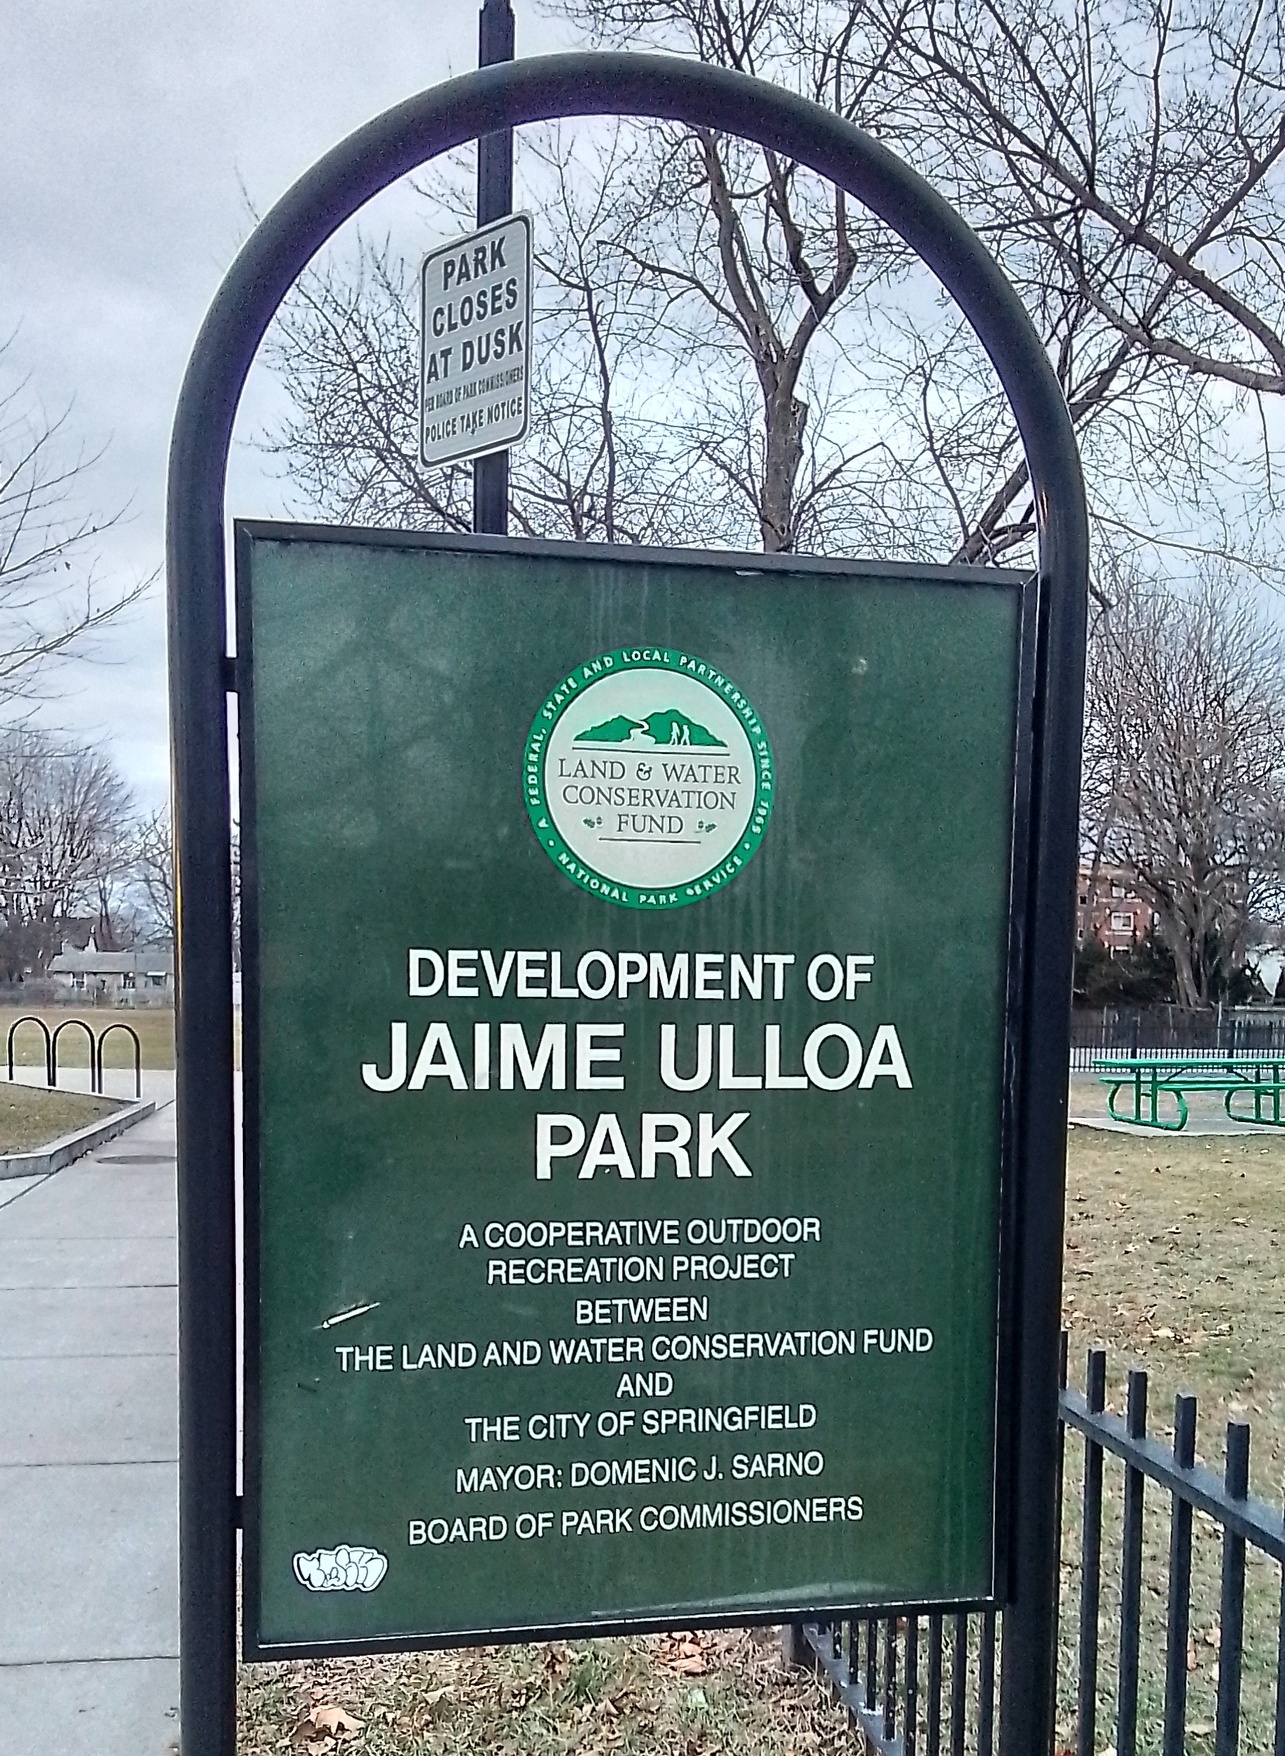 PARK
CLOSES
AT DUSK
PER BOARD OF PARK COMMISSIONERS
POLICE TAKE NOTICE
A FEDERAL, STATE AND LOCAL PARTNERSHIP SINCE 1965
LAND & WATER
CONSERVATION
FUND
NATIONAL PARK SERVICE
DEVELOPMENT OF
JAIME ULLOA
PARK
A COOPERATIVE OUTDOOR
RECREATION PROJECT
BETWEEN
THE LAND AND WATER CONSERVATION FUND
AND
THE CITY OF SPRINGFIELD
MAYOR: DOMENIC J. SARNO
BOARD OF PARK COMMISSIONERS